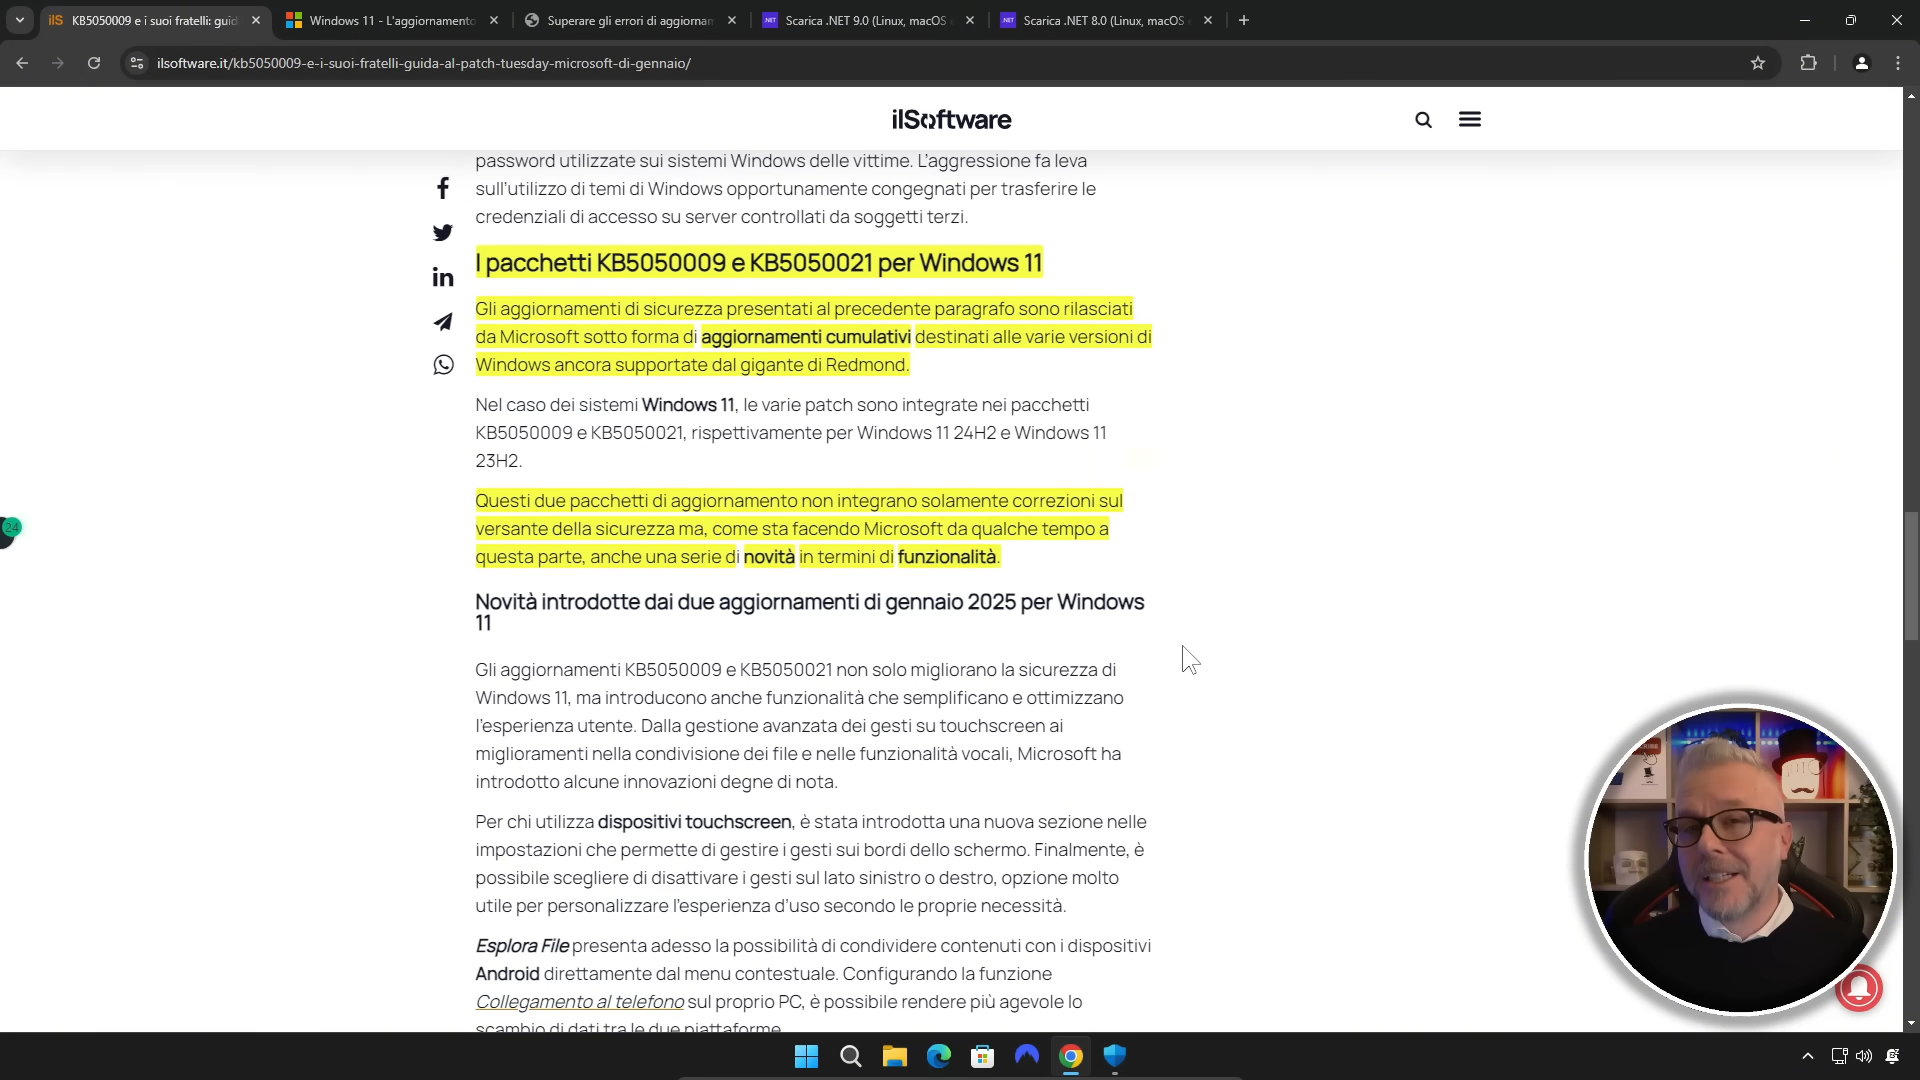 KB5050009 e i suoi fratelli: guid
Windows 11 - L'aggiornamento
Superare gli errori di aggiornam
Scarica .NET 9.0 (Linux, macOS
Scarica .NET 8.0 (Linux, macOS
ilsoftware.it/kb5050009-e-i-suoi-fratelli-guida-al-patch-tuesday-microsoft-di-gennaio/
ilSoftware
password utilizzate sui sistemi Windows delle vittime. L'aggressione fa leva
sull'utilizzo di temi di Windows opportunamente congegnati per trasferire le
credenziali di accesso su server controllati da soggetti terzi.
I pacchetti KB5050009 e KB5050021 per Windows 11
Gli aggiornamenti di sicurezza presentati al precedente paragrafo sono rilasciati
da Microsoft sotto forma di aggiornamenti cumulativi destinati alle varie versioni di
Windows ancora supportate dal gigante di Redmond.
Nel caso dei sistemi Windows 11, le varie patch sono integrate nei pacchetti
KB5050009 e KB5050021, rispettivamente per Windows 11 24H2 e Windows 11
23H2.
24
Questi due pacchetti di aggiornamento non integrano solamente correzioni sul
versante della sicurezza ma, come sta facendo Microsoft da qualche tempo a
questa parte, anche una serie di novità in termini di funzionalità.
Novità introdotte dai due aggiornamenti di gennaio 2025 per Windows
11
Gli aggiornamenti KB5050009 e KB5050021 non solo migliorano la sicurezza di
Windows 11, ma introducono anche funzionalità che semplificano e ottimizzano
l'esperienza utente. Dalla gestione avanzata dei gesti su touchscreen ai
miglioramenti nella condivisione dei file e nelle funzionalità vocali, Microsoft ha
introdotto alcune innovazioni degne di nota.
Per chi utilizza dispositivi touchscreen, è stata introdotta una nuova sezione nelle
impostazioni che permette di gestire i gesti sui bordi dello schermo. Finalmente, è
possibile scegliere di disattivare i gesti sul lato sinistro o destro, opzione molto
utile per personalizzare l'esperienza d'uso secondo le proprie necessità.
Esplora File presenta adesso la possibilità di condividere contenuti con i dispositivi
Android direttamente dal menu contestuale. Configurando la funzione
Collegamento al telefono sul proprio PC, è possibile rendere più agevole lo
scambio di dati tra le due piattaforme.